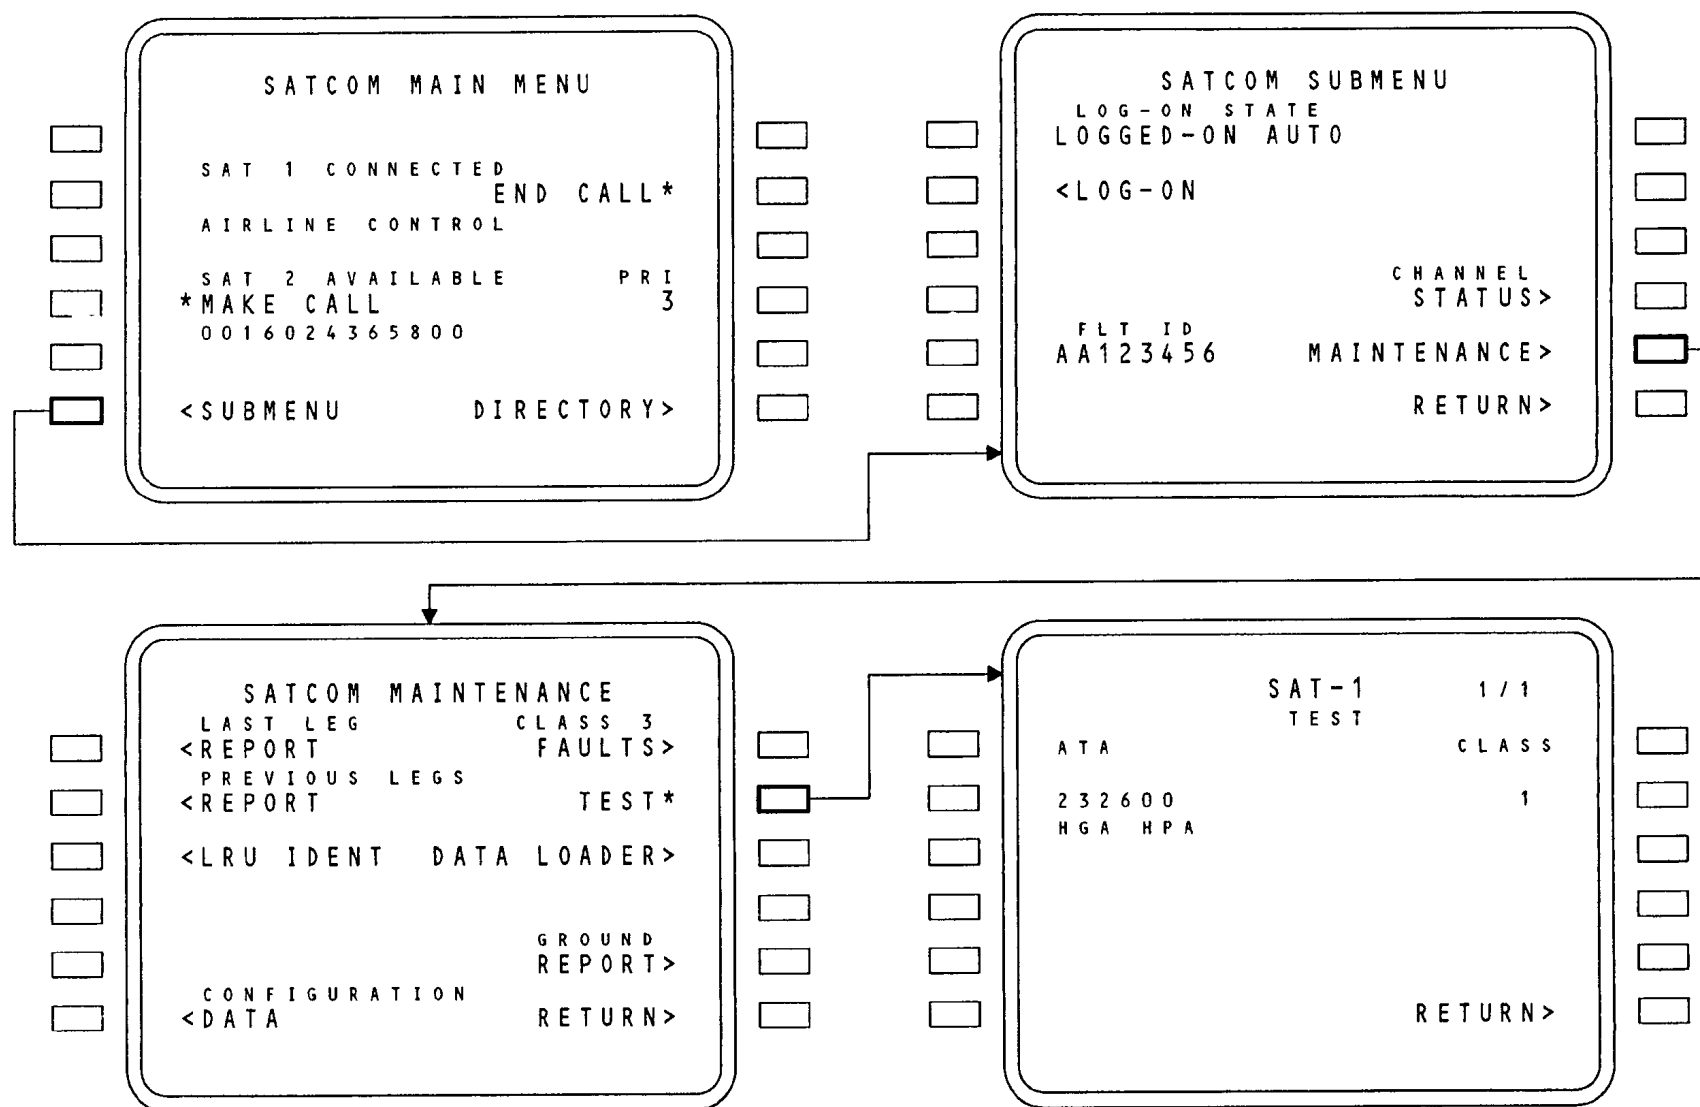 SATCOM MAIN MENU
SAT 1 CONNECTED
END CALL*
AIRLINE CONTROL
SAT 2 AVAILABLE PRI
*MAKE CALL 3
0016024365800
<SUBMENU DIRECTORY>
SATCOM SUBMENU
LOG-ON STATE
LOGGED-ON AUTO
<LOG-ON
CHANNEL
STATUS>
FLT ID
AA123456 MAINTENANCE>
RETURN>
SATCOM MAINTENANCE
LAST LEG CLASS 3
<REPORT FAULTS>
PREVIOUS LEGS
<REPORT TEST*
<LRU IDENT DATA LOADER>
GROUND
REPORT>
CONFIGURATION
<DATA RETURN>
SAT-1 1/1
TEST
ATA CLASS
232600 1
HGA HPA
RETURN>